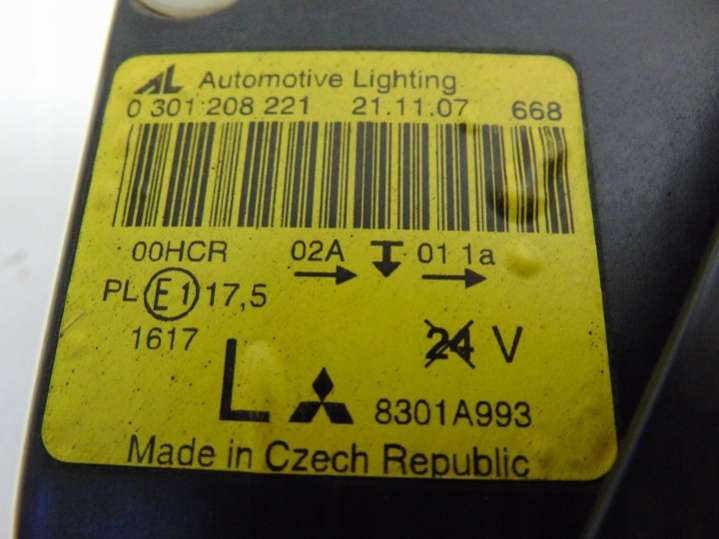 AL Automotive Lighting
0 301 208 221 21.11.07 668
00HCR 02A 01 1a
PL E1 17,5
1617 24 V
L 8301A993
Made in Czech Republic